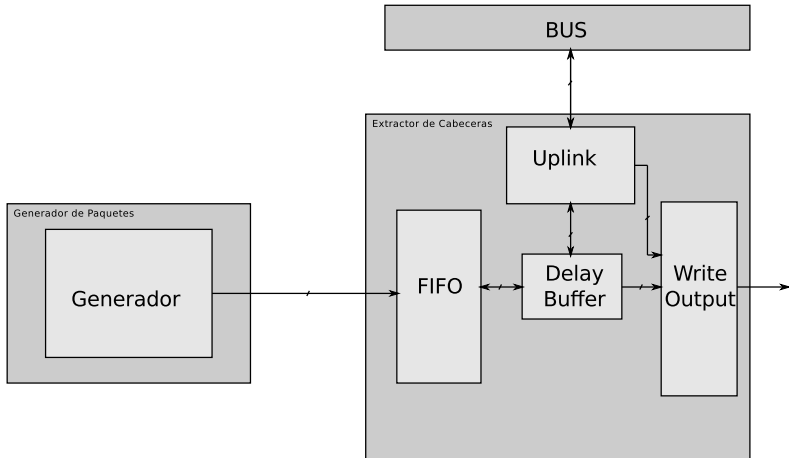 BUS
Extractor de Cabeceras
Uplink
Generador de Paquetes
Generador
FIFO
Delay
Buffer
Write
Output